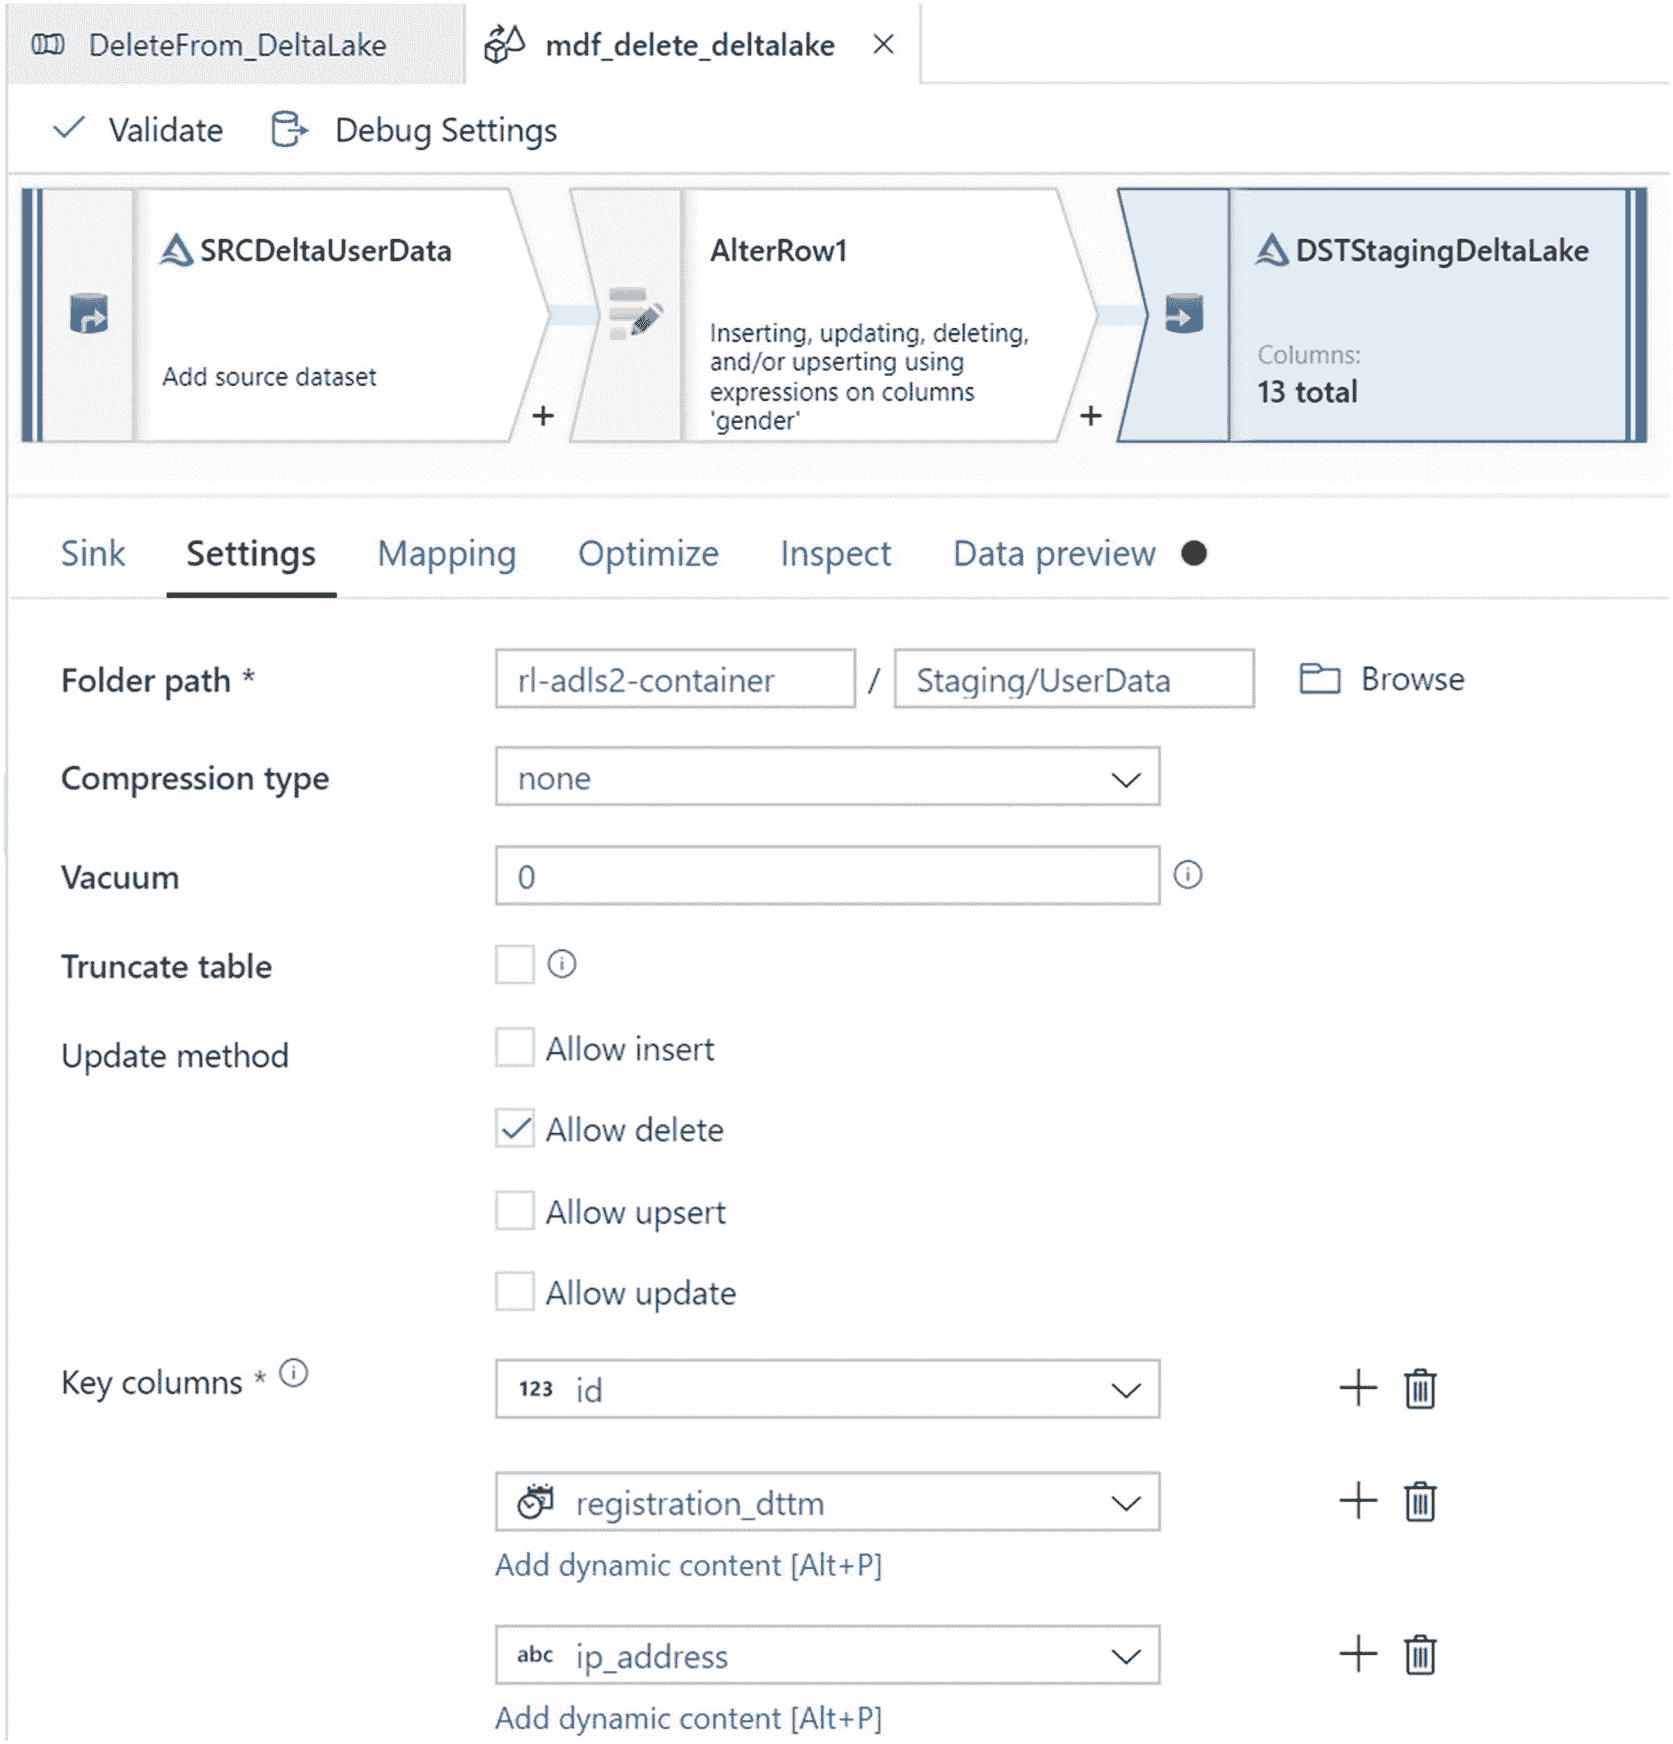 DeleteFrom_DeltaLake
mdf_delete_deltalake
Validate
Debug Settings
SRCDeltaUserData
Add source dataset
AlterRow1
Inserting, updating, deleting,
and/or upserting using
expressions on columns
'gender'
DSTStagingDeltaLake
Columns:
13 total
Sink Settings Mapping Optimize Inspect Data preview
Folder path * rl-adls2-container / Staging/UserData Browse
Compression type none
Vacuum 0
Truncate table
Update method Allow insert
Allow delete
Allow upsert
Allow update
Key columns * 123 id
registration_dttm
Add dynamic content [Alt+P]
abc ip_address
Add dynamic content [Alt+P]